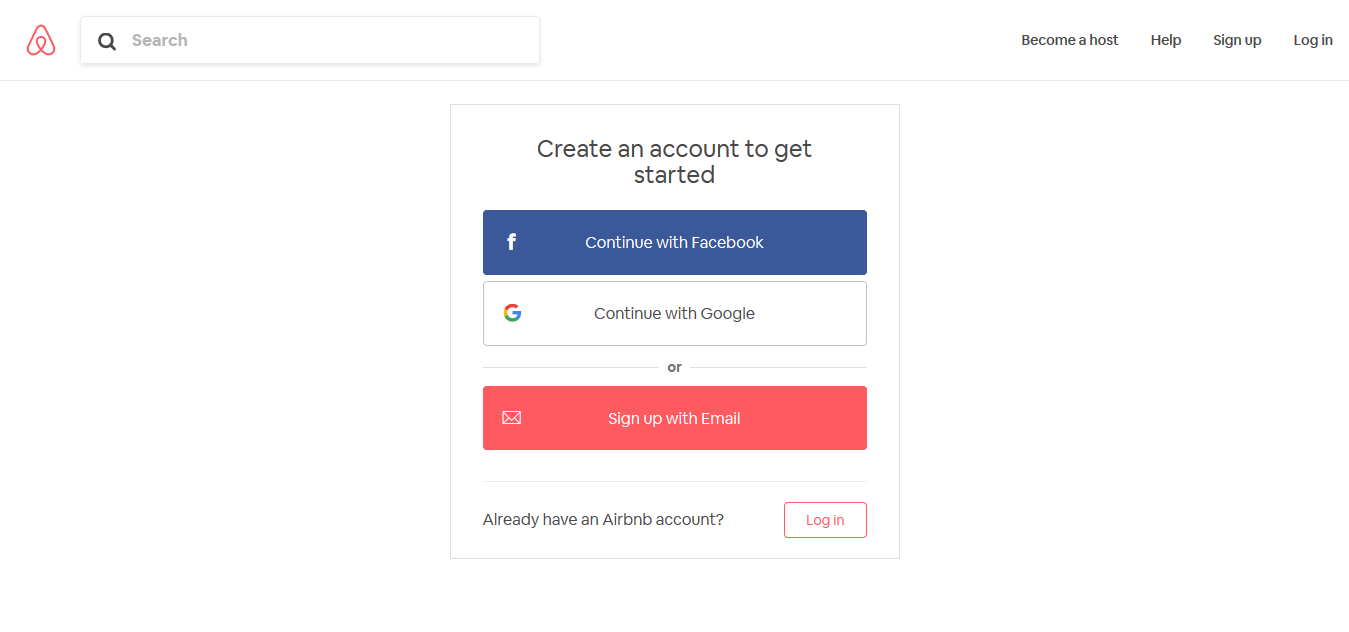 Search
Become a host
Help
Sign up
Log in
Create an account to get
started
f
Continue with Facebook
G
Continue with Google
or
Sign up with Email
Already have an Airbnb account?
Log in